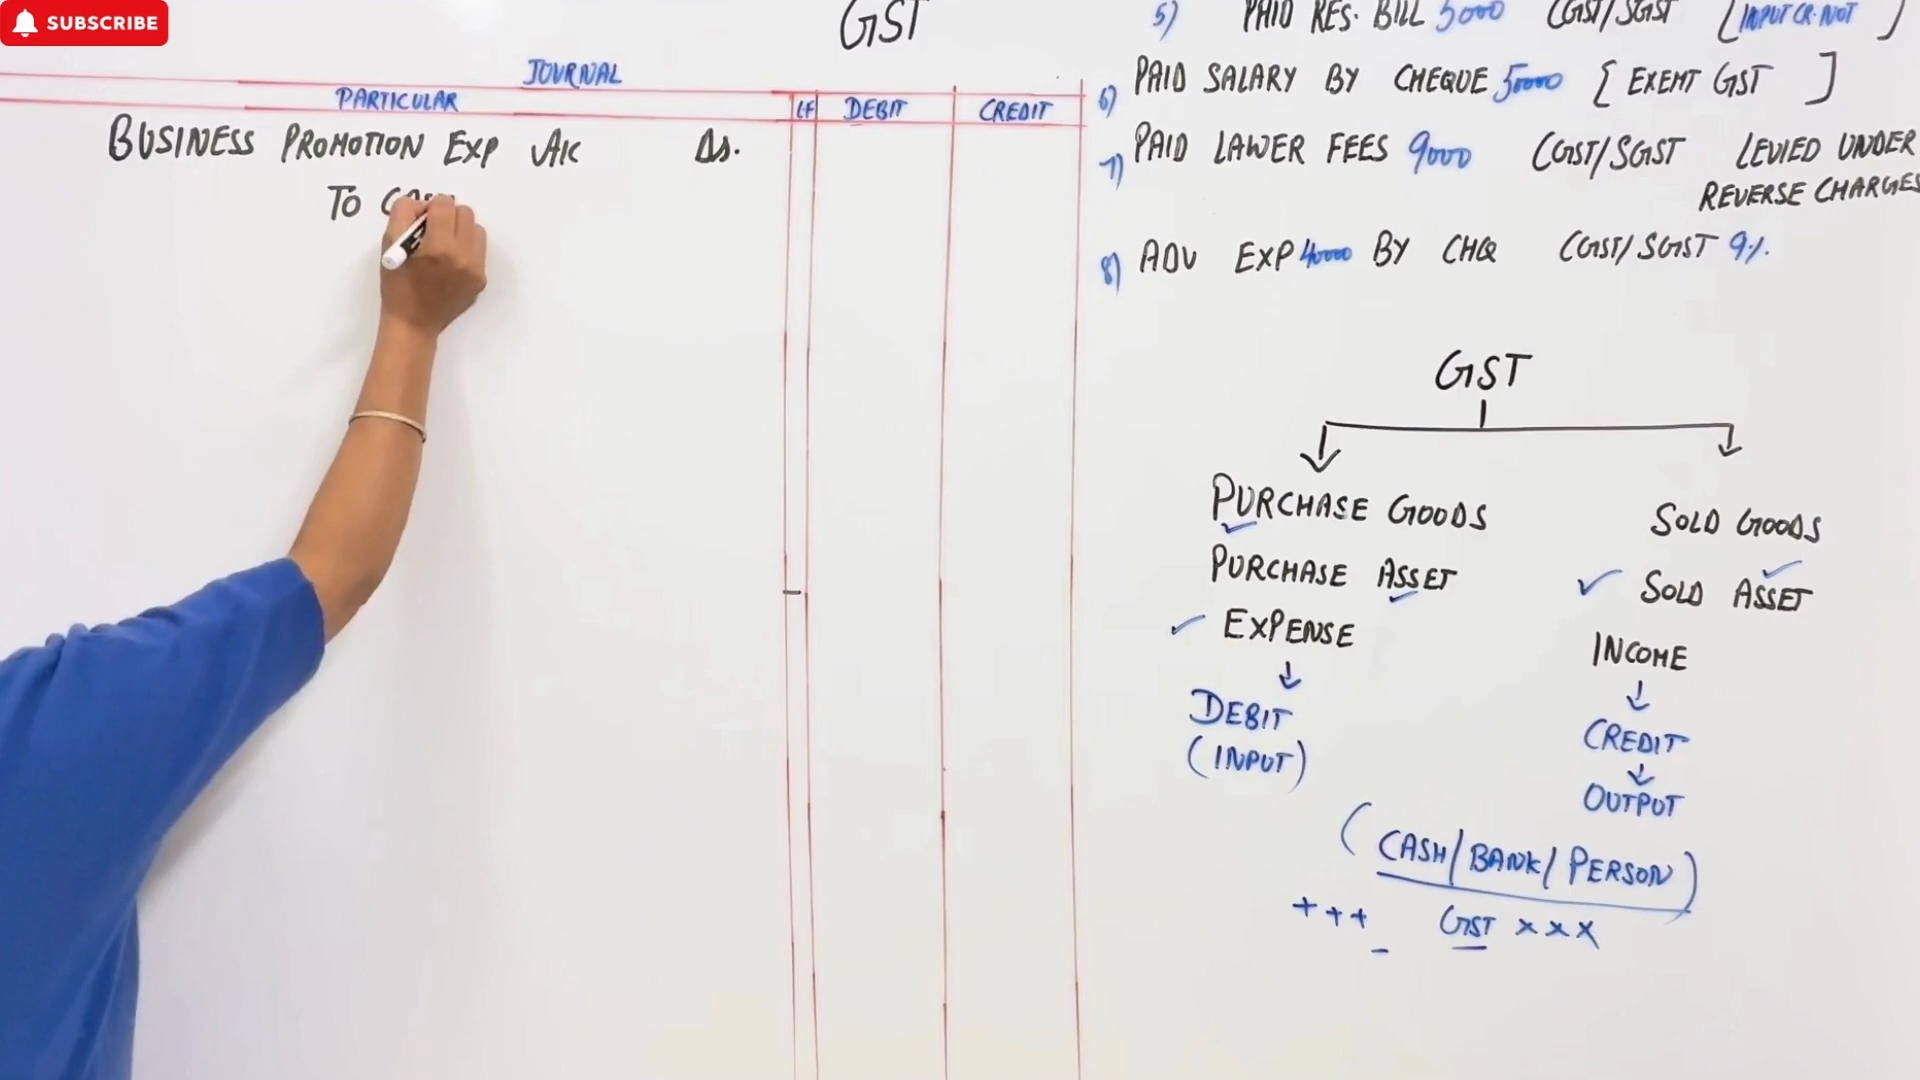 SUBSCRIBE
GST
JOURNAL
PARTICULAR LF DEBIT CREDIT
BUSINESS PROMOTION EXP A/C Dr.
TO
5) PAID RES. BILL 5000 CGST/SGST [INPUT CR. NOT]
6) PAID SALARY BY CHEQUE 50000 [EXEMT GST]
7) PAID LAWER FEES 9000 CGST/SGST LEVIED UNDER
REVERSE CHARGES
8) ADV EXP 40000 BY CHQ CGST/SGST 9%.
GST
PURCHASE GOODS
PURCHASE ASSET
EXPENSE
DEBIT
(INPUT)
SOLD GOODS
SOLD ASSET
INCOME
CREDIT
OUTPUT
(CASH/BANK/PERSON)
+++ - GST XXX